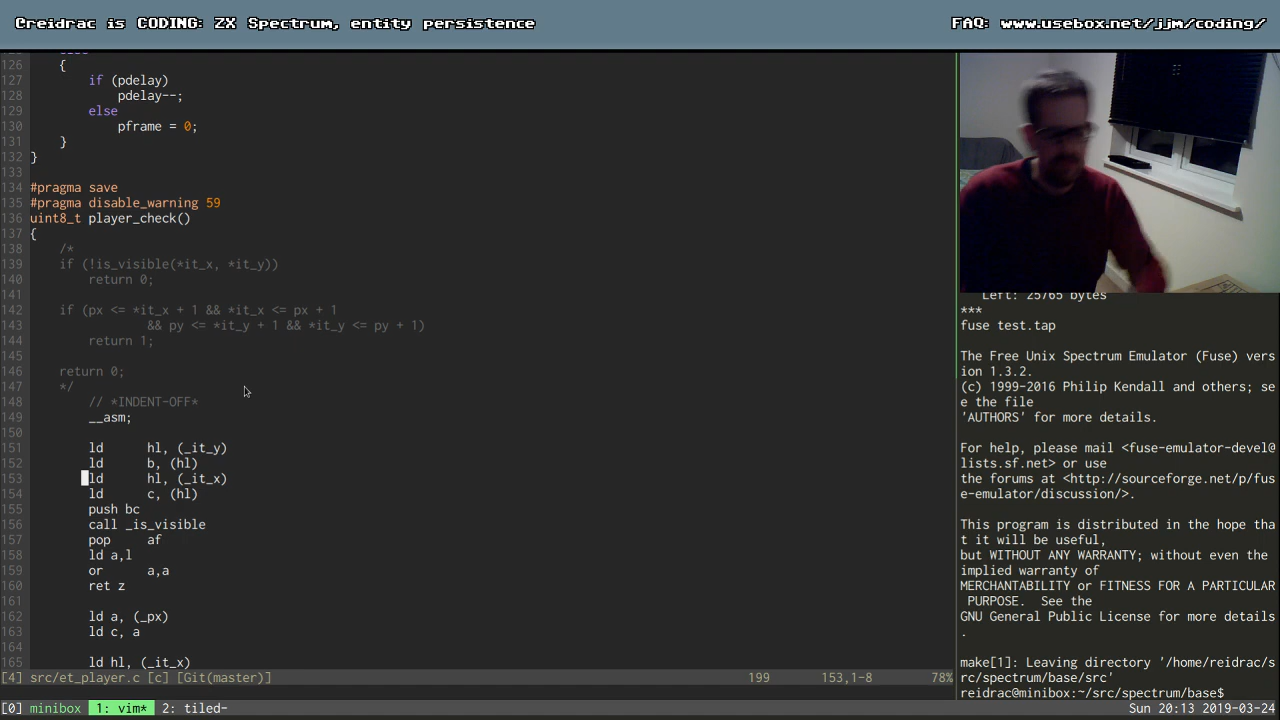 Creidrac is CODING: ZX Spectrum, entity persistence
FAQ: www.usebox.net/jjm/coding/
126 {
127 if (pdelay)
128 pdelay--;
129 else
130 pframe = 0;
131 }
132 }
133
134 #pragma save
135 #pragma disable_warning 59
136 uint8_t player_check()
137 {
138 /*
139 if (!is_visible(*it_x, *it_y))
140 return 0;
141
142 if (px <= *it_x + 1 && *it_x <= px + 1
143 && py <= *it_y + 1 && *it_y <= py + 1)
144 return 1;
145
146 return 0;
147 */
148 // *INDENT-OFF*
149 __asm;
150
151 ld hl, (_it_y)
152 ld b, (hl)
153 ld hl, (_it_x)
154 ld c, (hl)
155 push bc
156 call _is_visible
157 pop af
158 ld a,l
159 or a,a
160 ret z
161
162 ld a, (_px)
163 ld c, a
164
165 ld hl, (_it_x)
[4] src/et_player.c [c] [Git(master)] 199 153,1-8 78%
Left: 25765 bytes
***
fuse test.tap
The Free Unix Spectrum Emulator (Fuse) vers
ion 1.3.2.
(c) 1999-2016 Philip Kendall and others; se
e the file
'AUTHORS' for more details.
For help, please mail <fuse-emulator-devel@
lists.sf.net> or use
the forums at <http://sourceforge.net/p/fus
e-emulator/discussion/>.
This program is distributed in the hope tha
t it will be useful,
but WITHOUT ANY WARRANTY; without even the
implied warranty of
MERCHANTABILITY or FITNESS FOR A PARTICULAR
PURPOSE. See the
GNU General Public License for more details
.
make[1]: Leaving directory '/home/reidrac/s
rc/spectrum/base/src'
reidrac@minibox:~/src/spectrum/base$
[0] minibox 1: vim* 2: tiled- Sun 20:13 2019-03-24